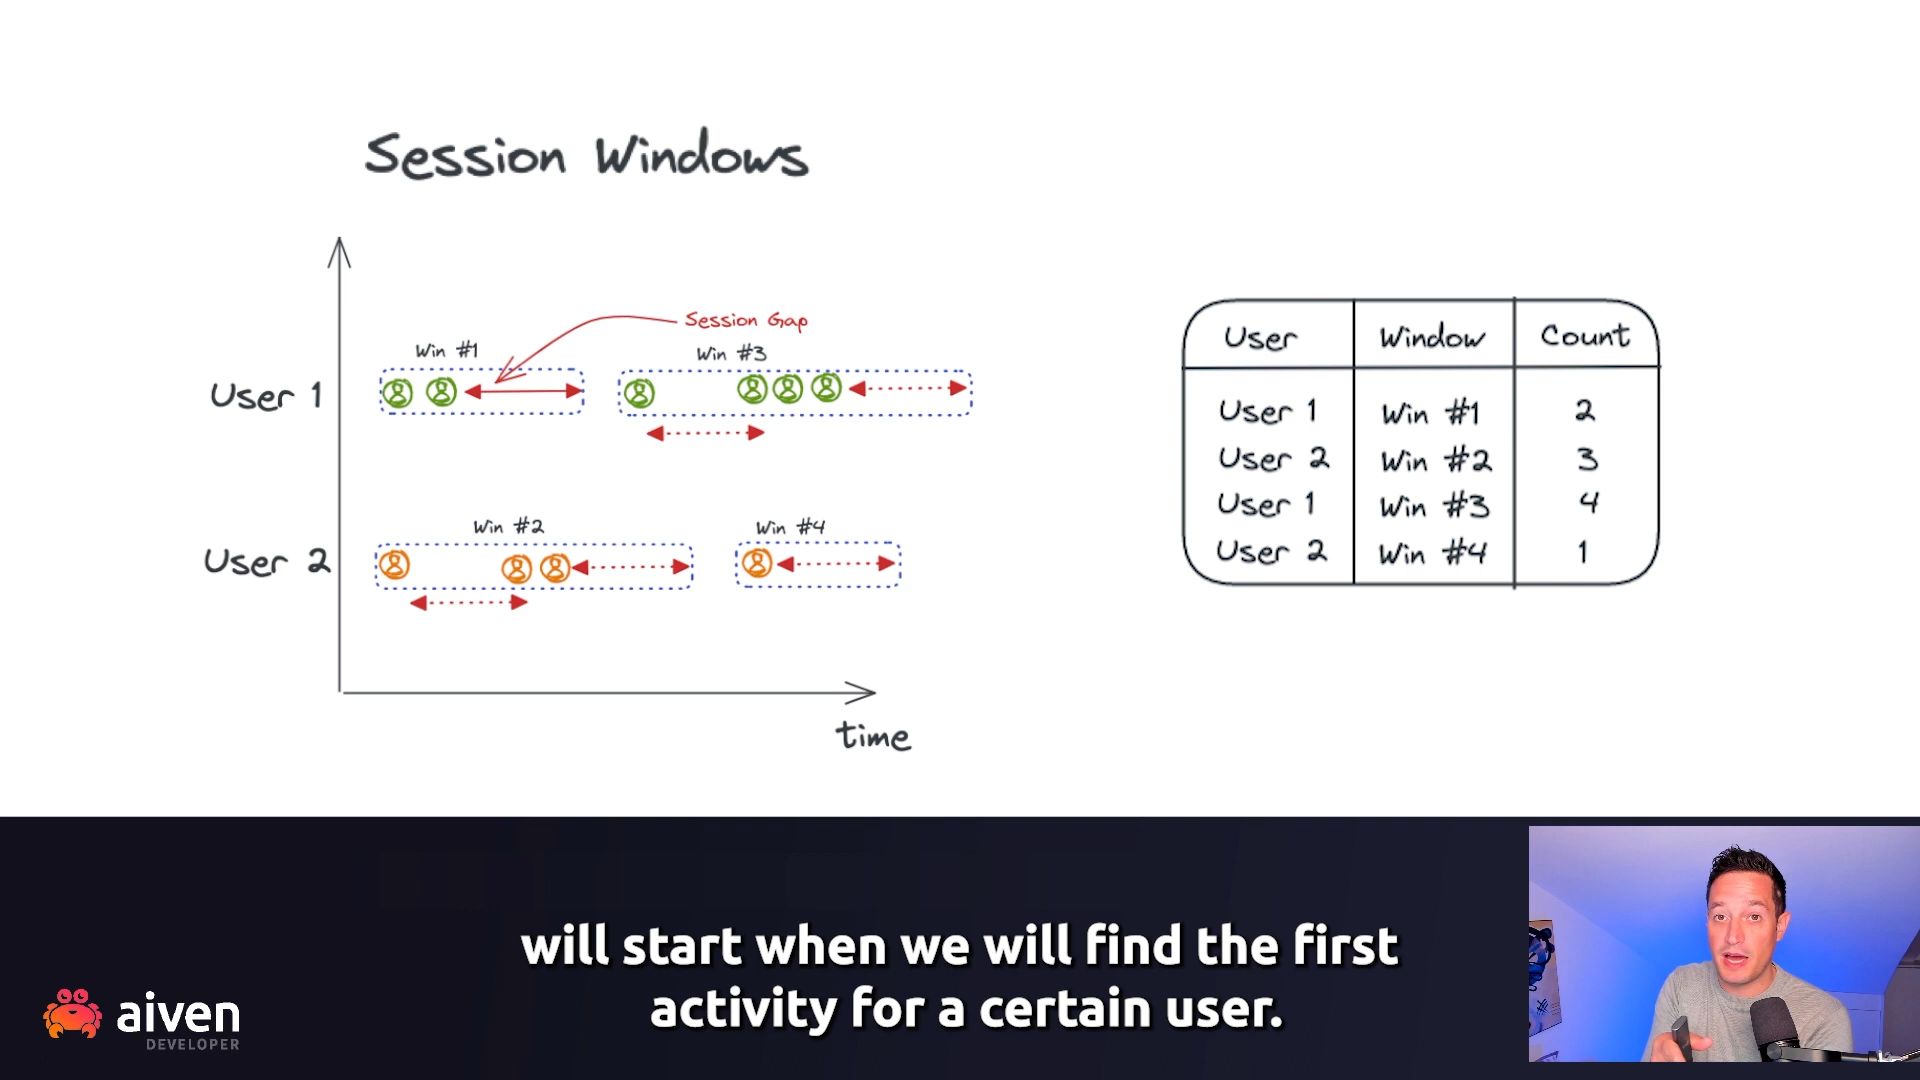 Session Windows
Session Gap
Win #1
Win #3
User 1
Win #2
Win #4
User 2
time
User Window Count
User 1 Win #1 2
User 2 Win #2 3
User 1 Win #3 4
User 2 Win #4 1
will start when we will find the first
activity for a certain user.
aiven
DEVELOPER